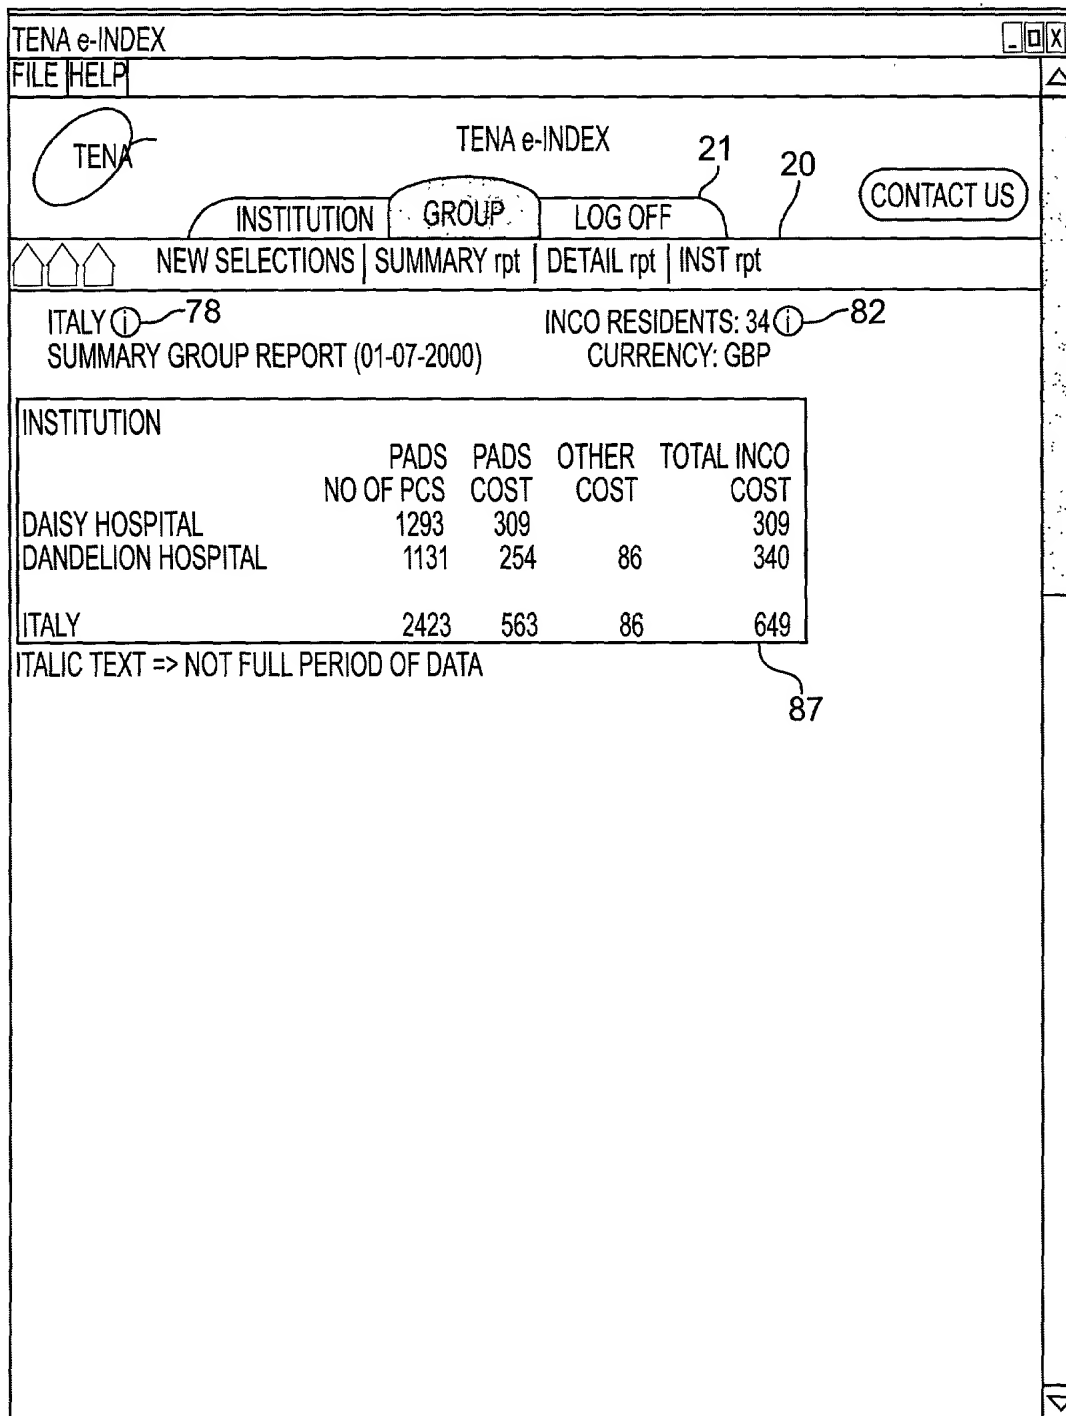 TENA e-INDEX
FILE HELP
TENA
TENA e-INDEX
21
20
CONTACT US
INSTITUTION GROUP LOG OFF
NEW SELECTIONS | SUMMARY rpt | DETAIL rpt | INST rpt
ITALY i 78 INCO RESIDENTS: 34 i 82
SUMMARY GROUP REPORT (01-07-2000) CURRENCY: GBP
INSTITUTION
PADS PADS OTHER TOTAL INCO
NO OF PCS COST COST COST
DAISY HOSPITAL 1293 309 309
DANDELION HOSPITAL 1131 254 86 340
ITALY 2423 563 86 649
ITALIC TEXT => NOT FULL PERIOD OF DATA
87